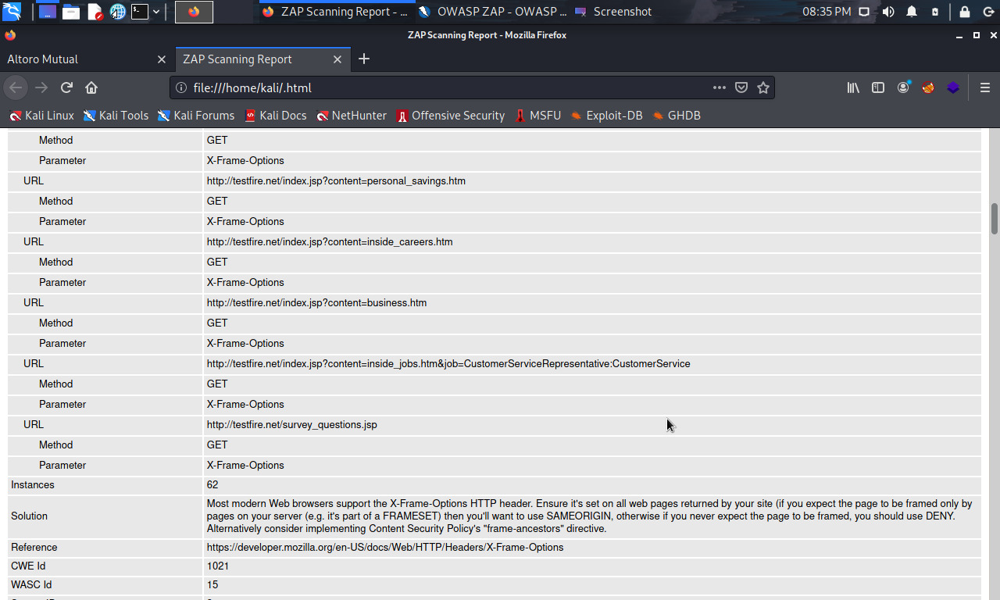 ZAP Scanning Report - ... OWASP ZAP - OWASP ... Screenshot 08:35 PM
ZAP Scanning Report - Mozilla Firefox
Altoro Mutual ZAP Scanning Report
file:///home/kali/.html
Kali Linux Kali Tools Kali Forums Kali Docs NetHunter Offensive Security MSFU Exploit-DB GHDB
Method GET
Parameter X-Frame-Options
URL http://testfire.net/index.jsp?content=personal_savings.htm
Method GET
Parameter X-Frame-Options
URL http://testfire.net/index.jsp?content=inside_careers.htm
Method GET
Parameter X-Frame-Options
URL http://testfire.net/index.jsp?content=business.htm
Method GET
Parameter X-Frame-Options
URL http://testfire.net/index.jsp?content=inside_jobs.htm&job=CustomerServiceRepresentative:CustomerService
Method GET
Parameter X-Frame-Options
URL http://testfire.net/survey_questions.jsp
Method GET
Parameter X-Frame-Options
Instances 62
Solution
Most modern Web browsers support the X-Frame-Options HTTP header. Ensure it's set on all web pages returned by your site (if you expect the page to be framed only by
pages on your server (e.g. it's part of a FRAMESET) then you'll want to use SAMEORIGIN, otherwise if you never expect the page to be framed, you should use DENY.
Alternatively consider implementing Content Security Policy's "frame-ancestors" directive.
Reference https://developer.mozilla.org/en-US/docs/Web/HTTP/Headers/X-Frame-Options
CWE Id 1021
WASC Id 15